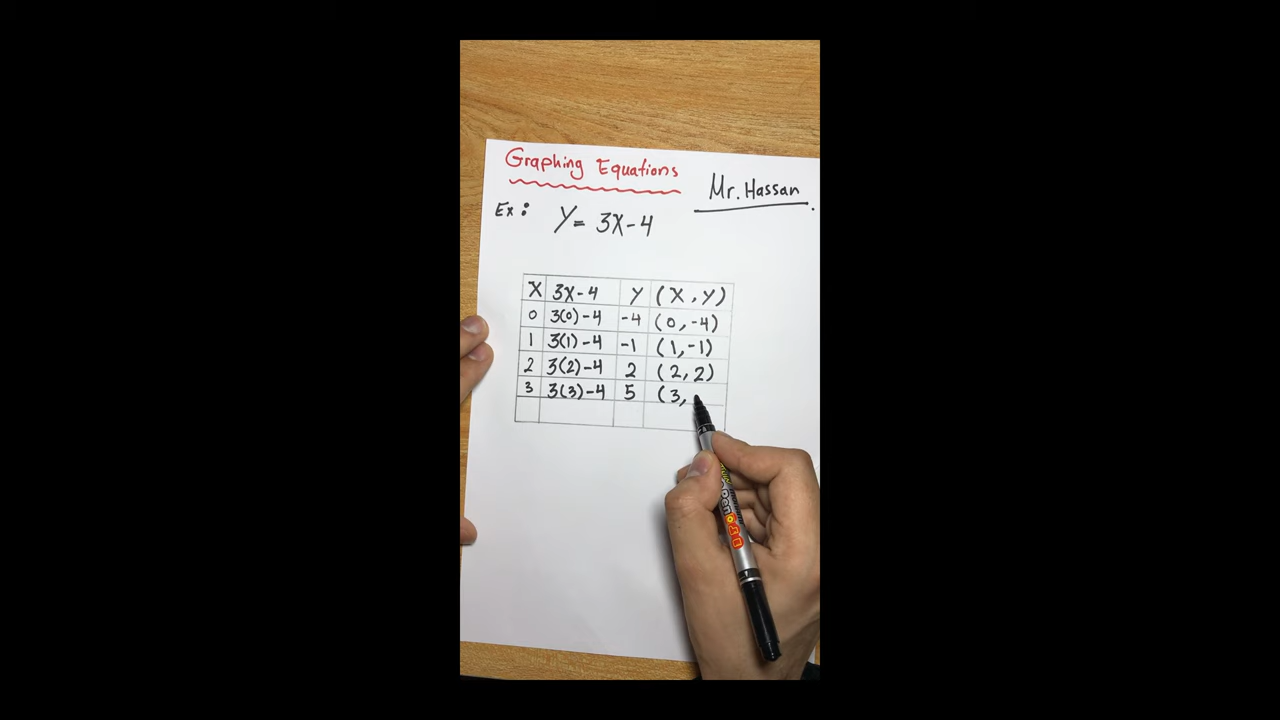 Graphing Equations
Mr. Hassan
Ex: Y = 3X - 4
X 3X - 4 Y (X, Y)
0 3(0) - 4 -4 (0, -4)
1 3(1) - 4 -1 (1, -1)
2 3(2) - 4 2 (2, 2)
3 3(3) - 4 5 (3,